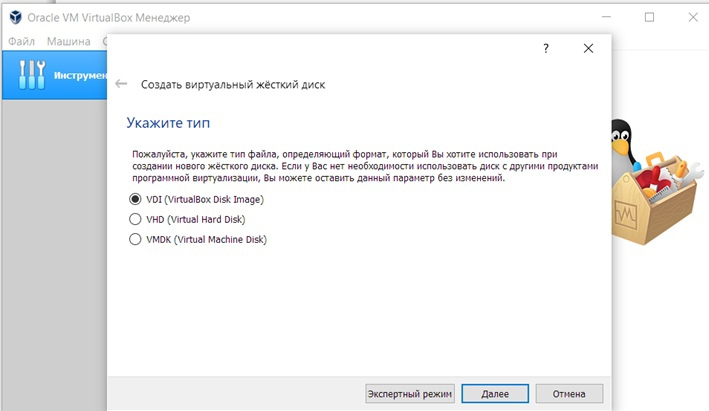 Oracle VM VirtualBox Менеджер
Файл Машина С
?
Инструмен
Создать виртуальный жёсткий диск
Укажите тип
Пожалуйста, укажите тип файла, определяющий формат, который Вы хотите использовать при
создании нового жёсткого диска. Если у Вас нет необходимости использовать диск с другими продуктами
программной виртуализации, Вы можете оставить данный параметр без изменений.
VDI (VirtualBox Disk Image)
VHD (Virtual Hard Disk)
VMDK (Virtual Machine Disk)
Экспертный режим Далее Отмена